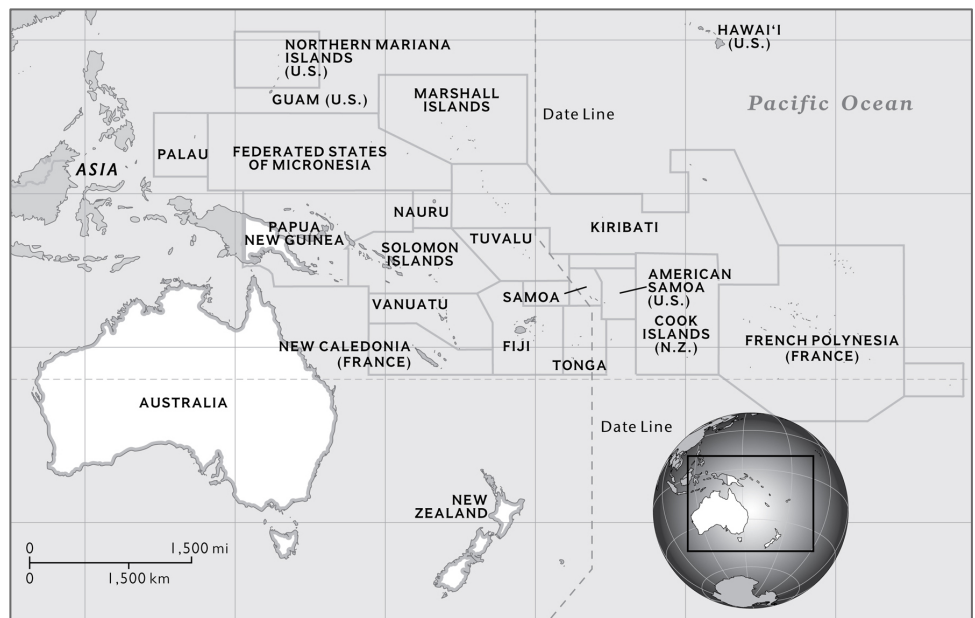 HAWAIʻI
(U.S.)
NORTHERN MARIANA
ISLANDS
(U.S.)
GUAM (U.S.)
MARSHALL
ISLANDS
Pacific Ocean
Date Line
PALAU
FEDERATED STATES
OF MICRONESIA
ASIA
NAURU
KIRIBATI
PAPUA
NEW GUINEA
TUVALU
SOLOMON
ISLANDS
AMERICAN
SAMOA
(U.S.)
SAMOA
VANUATU
COOK
ISLANDS
(N.Z.)
FRENCH POLYNESIA
(FRANCE)
NEW CALEDONIA
(FRANCE)
FIJI
TONGA
AUSTRALIA
Date Line
NEW
ZEALAND
0
1,500 mi
0
1,500 km